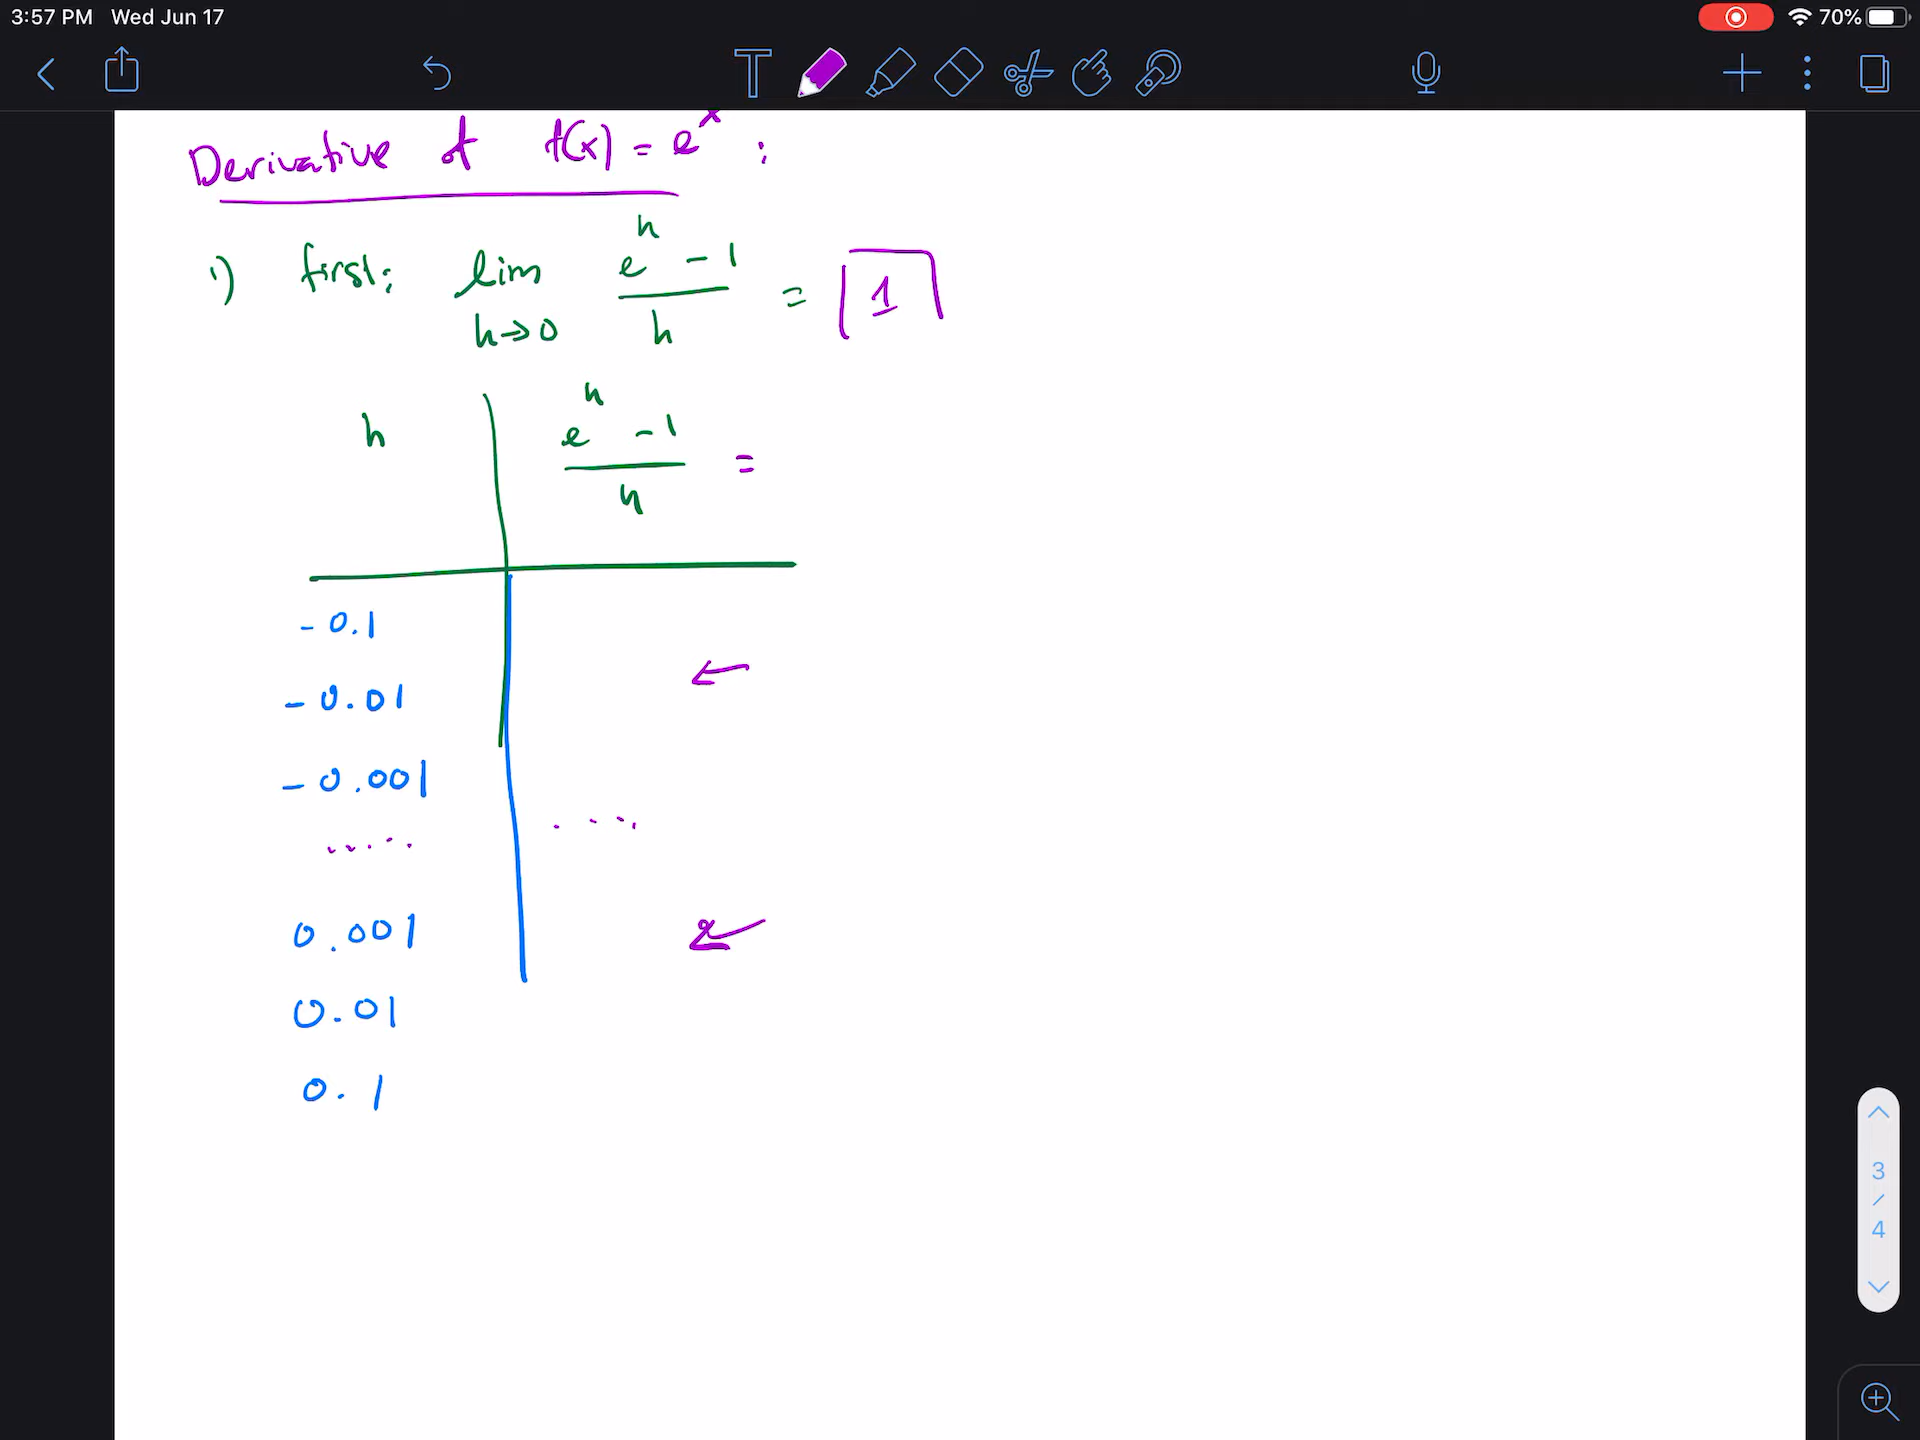 3:57 PM Wed Jun 17 70%
T
Derivative of f(x) = e^x :
1) first: lim h→0 (e^h - 1)/h = 1
h (e^h - 1)/h =
- 0.1
- 0.01
- 0.001
..... ....
0.001
0.01
0.1
3 / 4